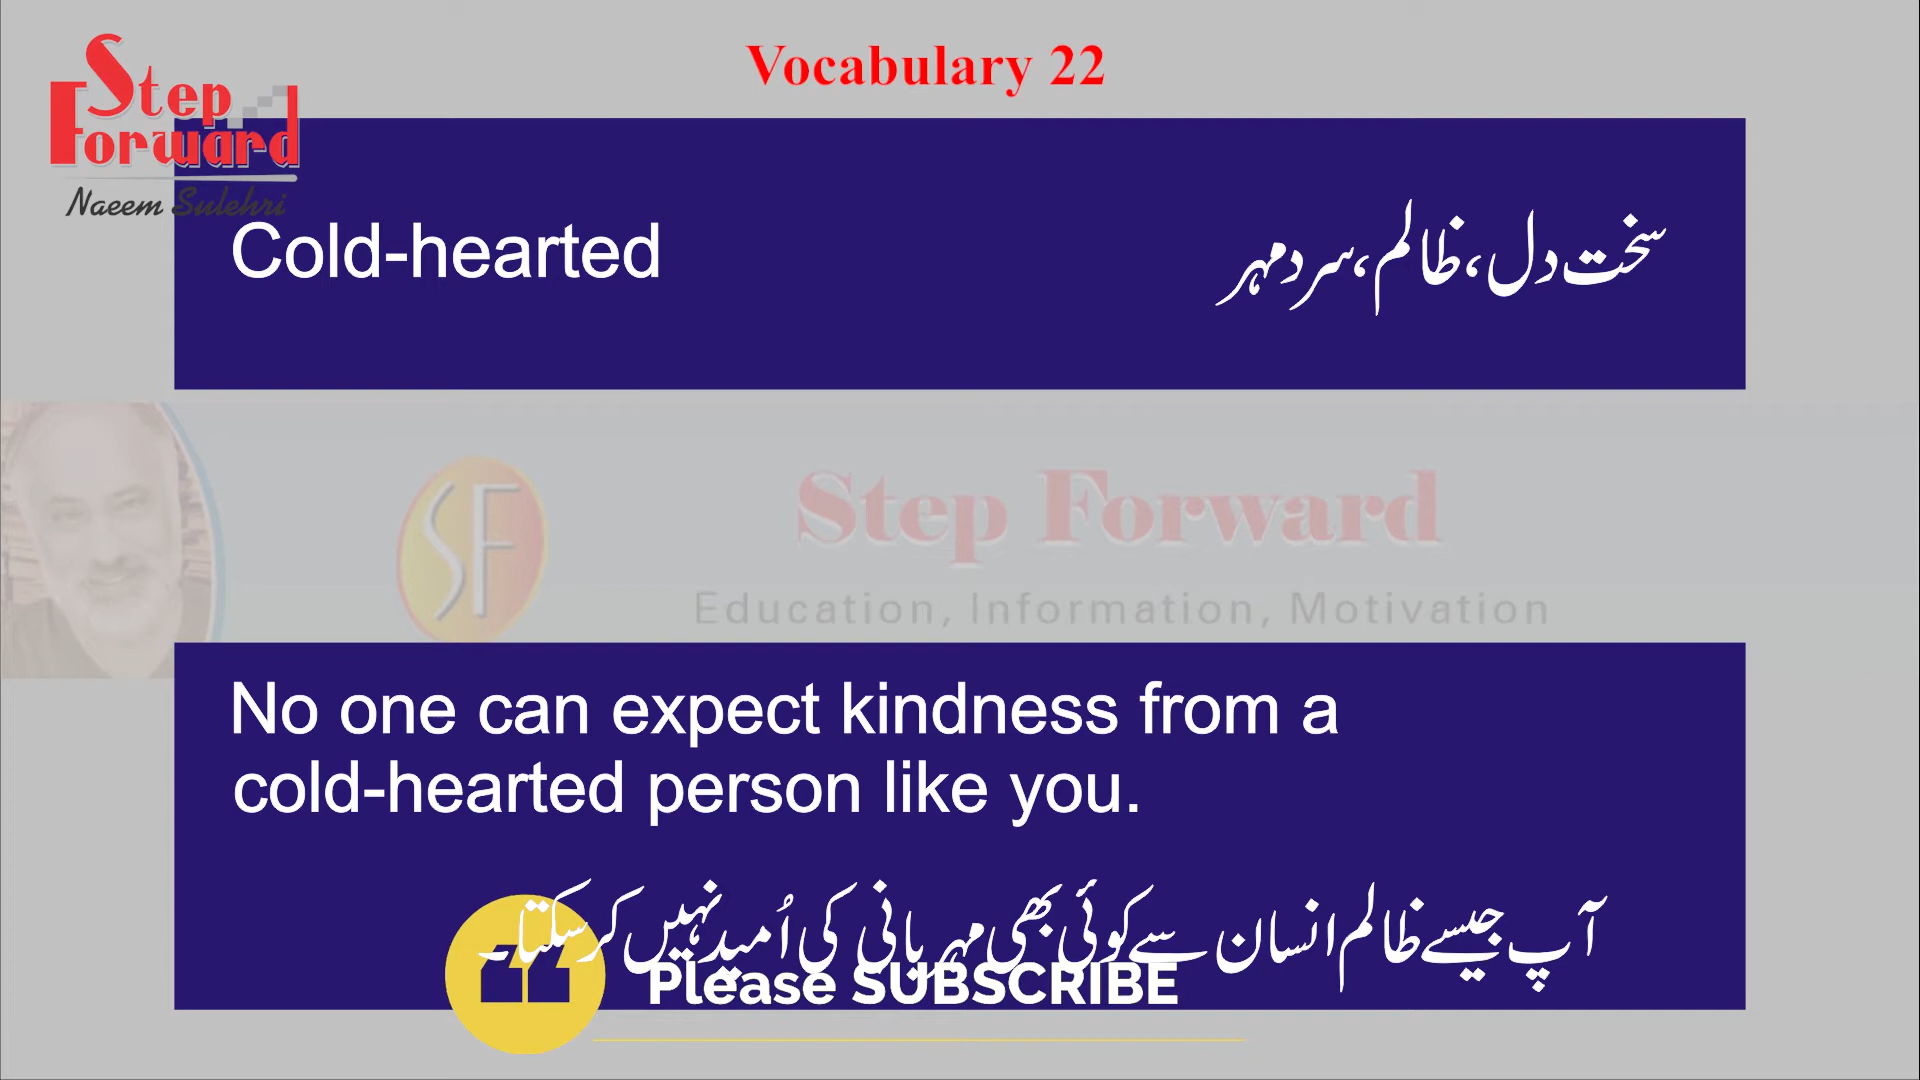 Vocabulary 22
Step
Forward
Naeem Sulehri
Cold-hearted
سخت دل، ظالم، سرد مہر
SF
Step Forward
Education, Information, Motivation
No one can expect kindness from a
cold-hearted person like you.
آپ جیسے ظالم انسان سے کوئی بھی مہربانی کی اُمید نہیں کر سکتا۔
Please SUBSCRIBE